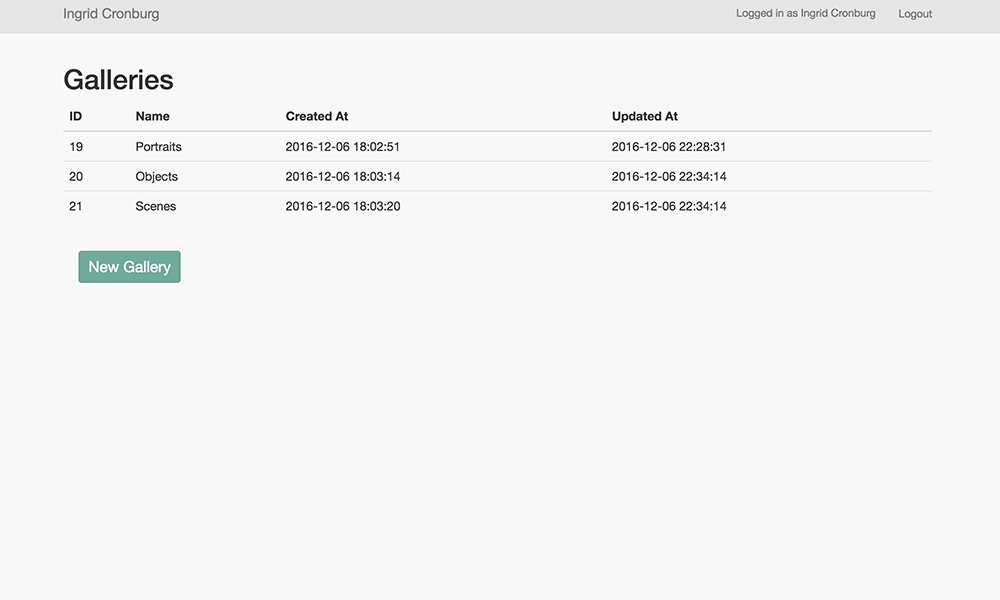 Ingrid Cronburg Logged in as Ingrid Cronburg Logout
Galleries
ID Name Created At Updated At
19 Portraits 2016-12-06 18:02:51 2016-12-06 22:28:31
20 Objects 2016-12-06 18:03:14 2016-12-06 22:34:14
21 Scenes 2016-12-06 18:03:20 2016-12-06 22:34:14
New Gallery